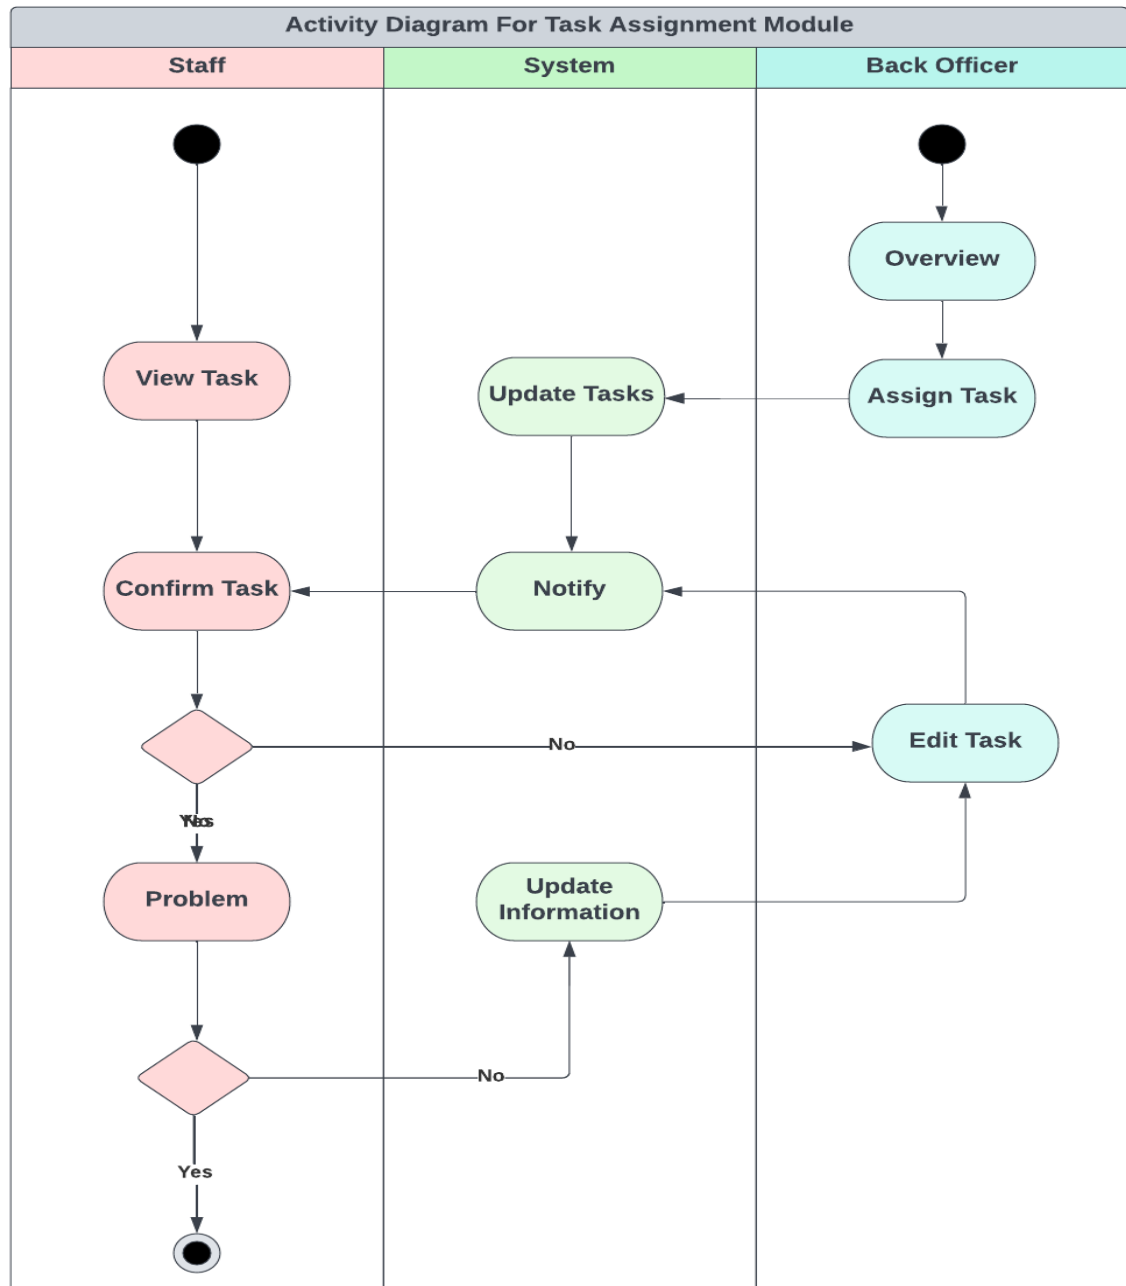 Activity Diagram For Task Assignment Module
Staff
System
Back Officer
Overview
View Task
Update Tasks
Assign Task
Confirm Task
Notify
No
Edit Task
Problem
Update
Information
No
Yes